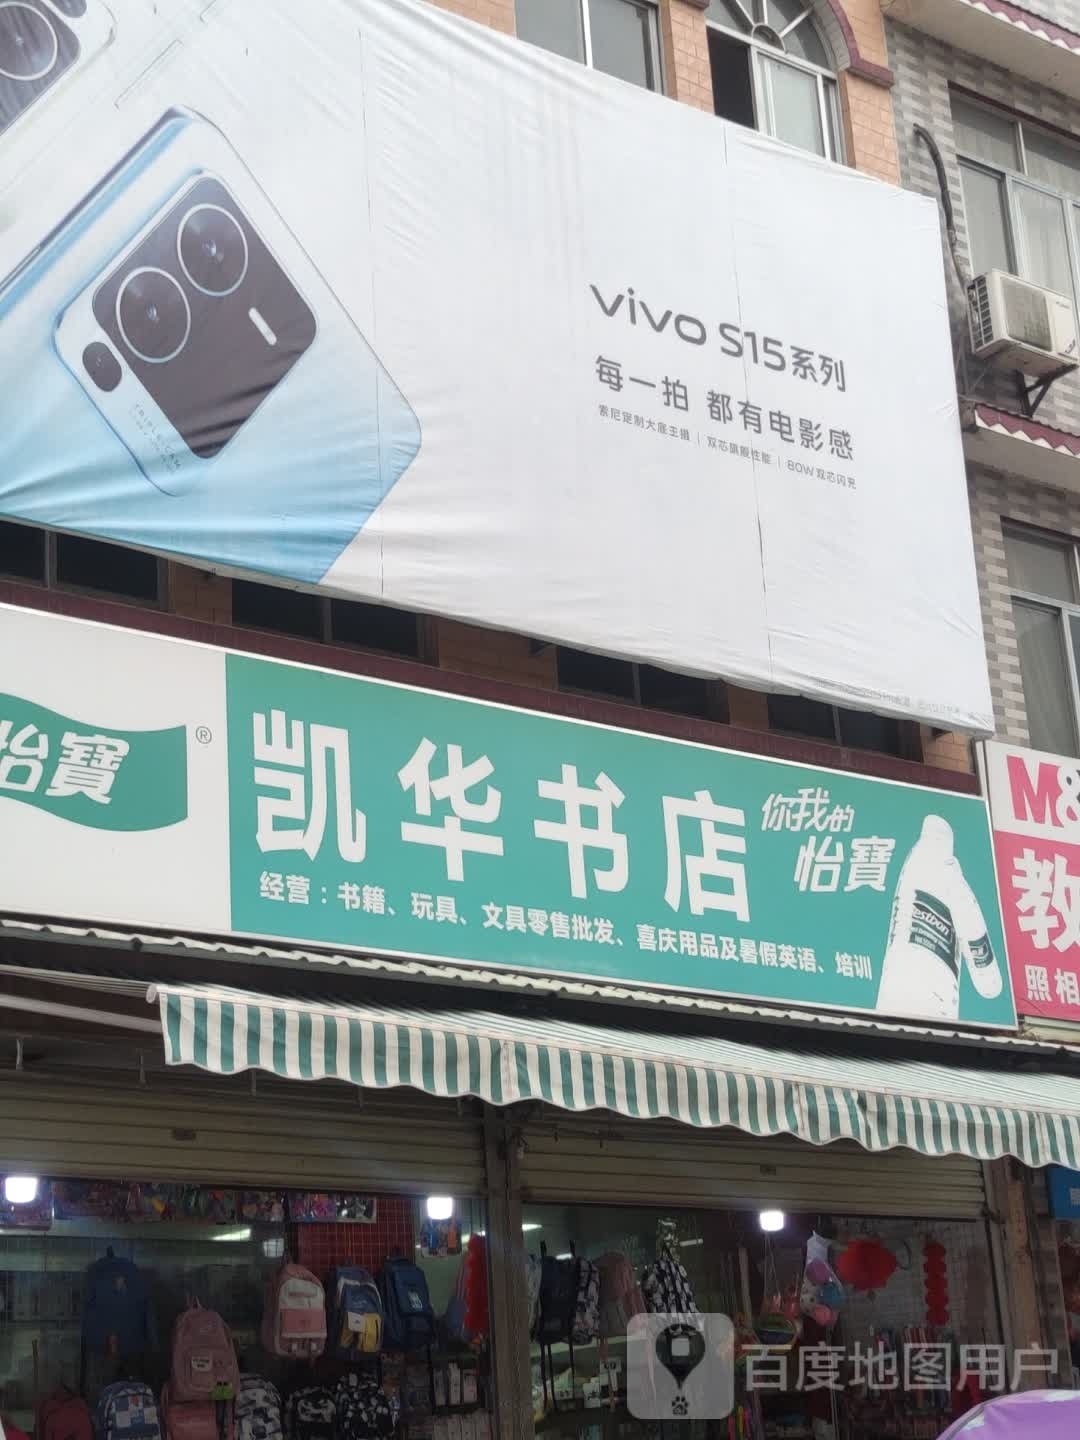 TRIPLE CAM
vivo S15系列
每一拍 都有电影感
索尼定制大底主摄 | 双芯旗舰性能 | 80W双芯闪充
怡寶®
凯华书店
你我的
怡寶
经营：书籍、玩具、文具零售批发、喜庆用品及暑假英语、培训
M&
教
照相
百度地图用户